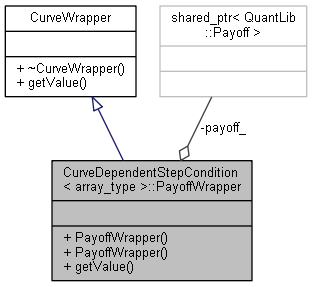 CurveWrapper
+ ~CurveWrapper()
+ getValue()
shared_ptr< QuantLib
::Payoff >
-payoff_
CurveDependentStepCondition
< array_type >::PayoffWrapper
+ PayoffWrapper()
+ PayoffWrapper()
+ getValue()